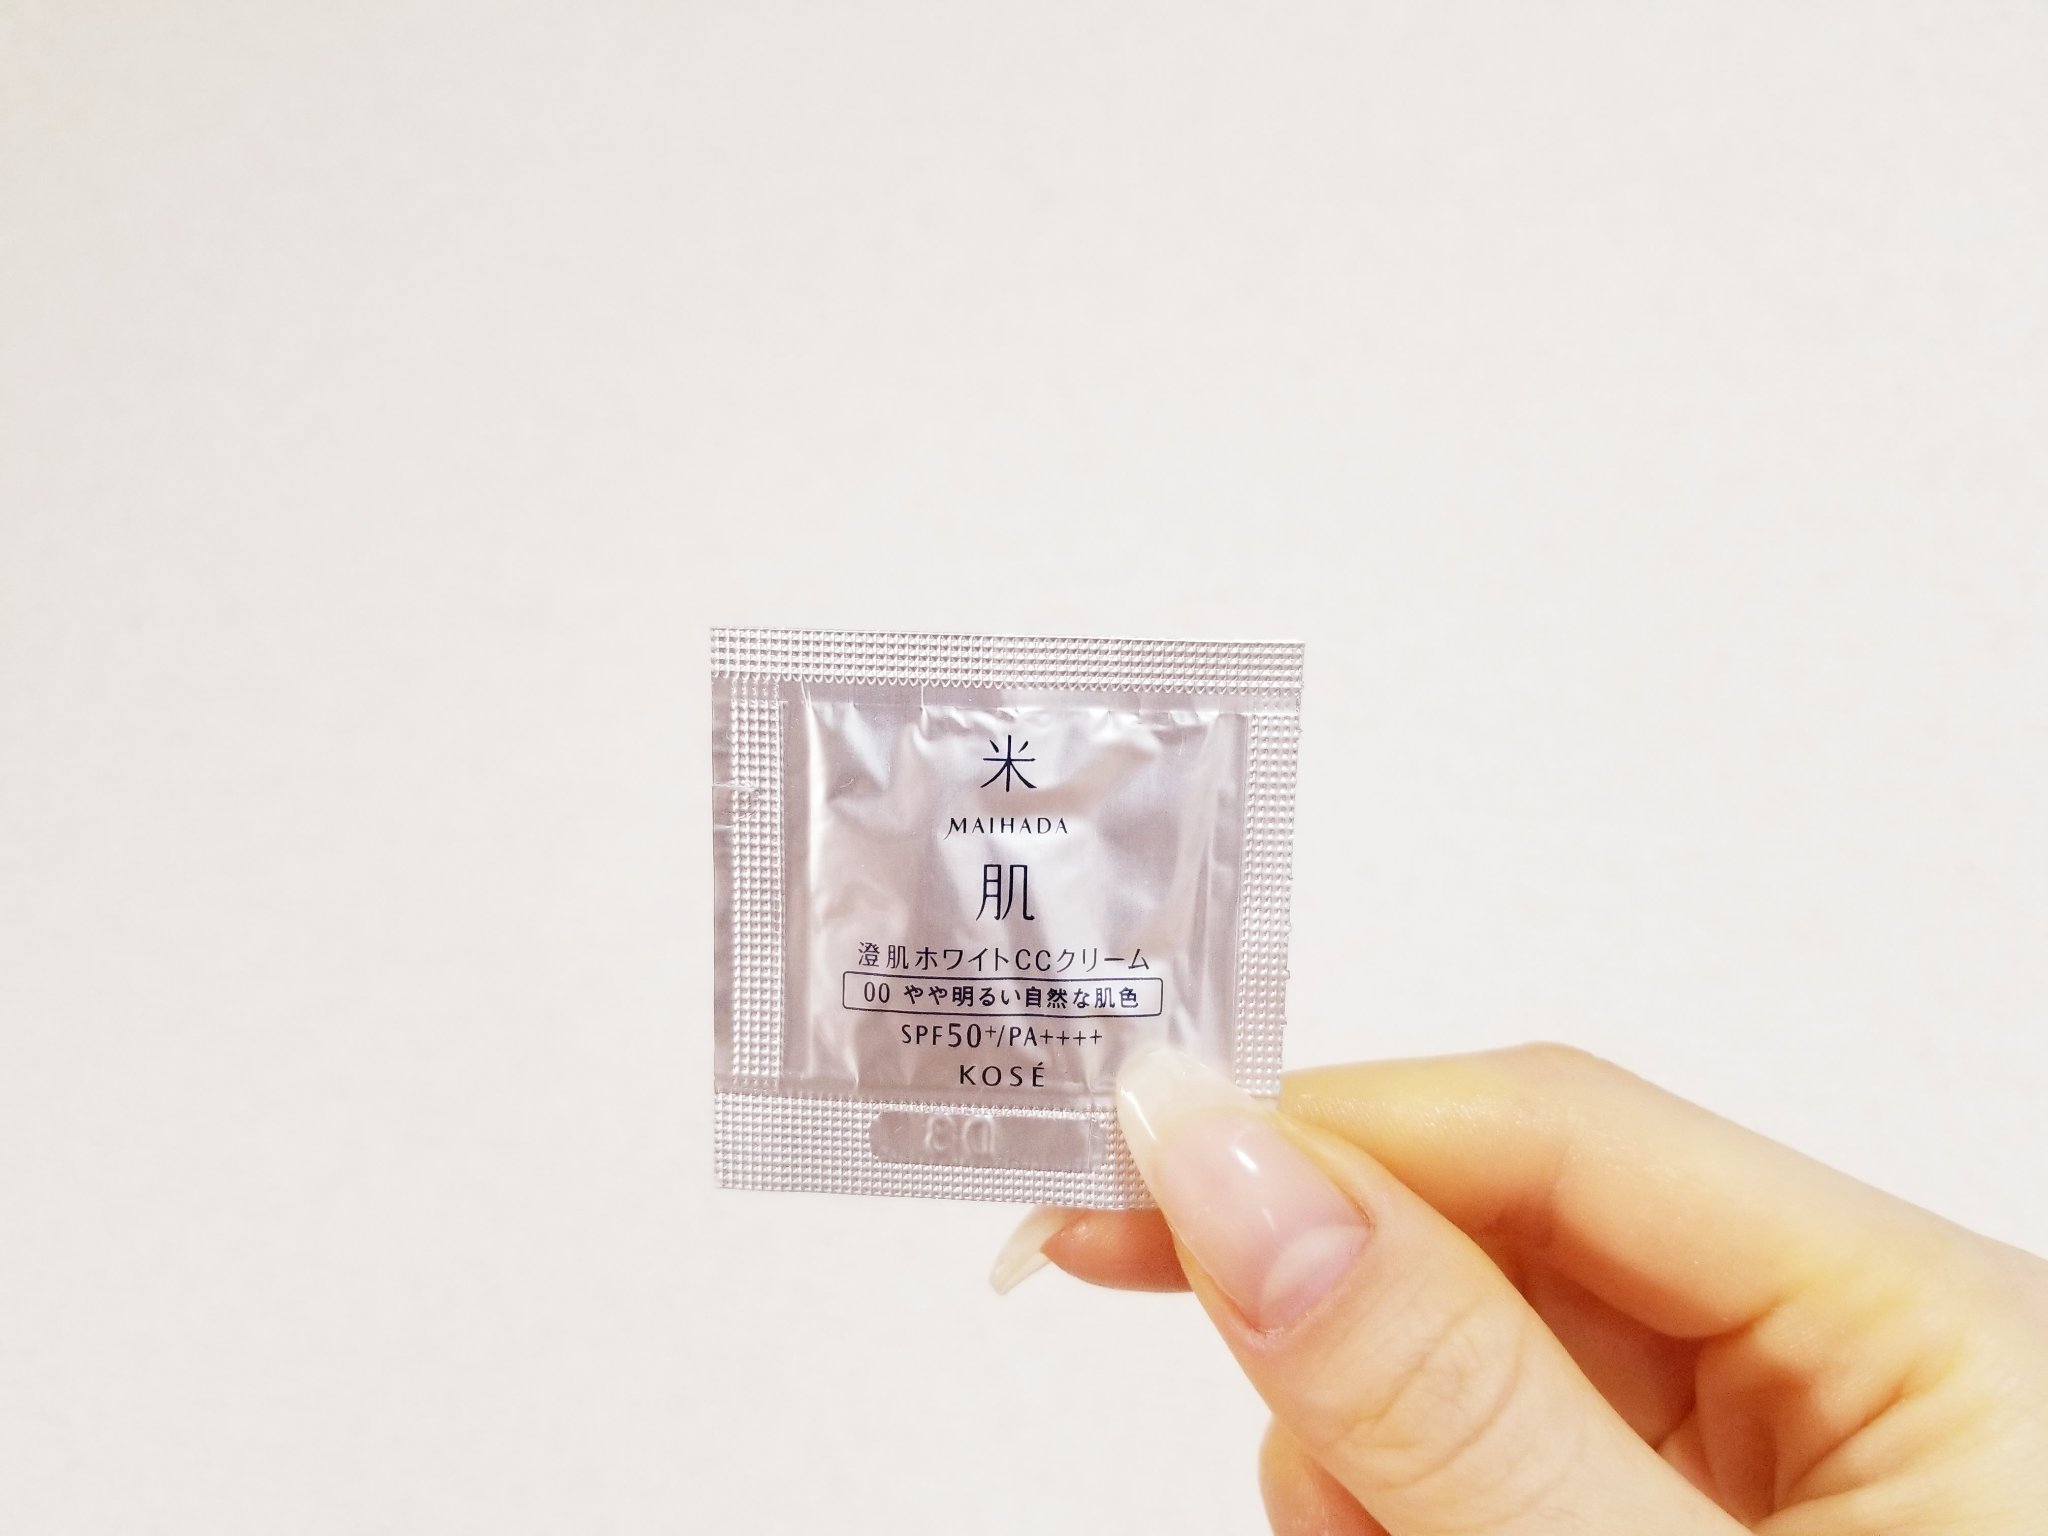 米
MAIHADA
肌
澄肌ホワイトCCクリーム
00 やや明るい自然な肌色
SPF50+/PA++++
KOSÉ